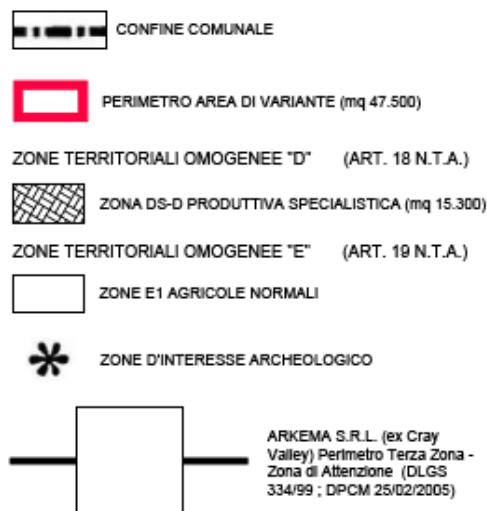 CONFINE COMUNALE
PERIMETRO AREA DI VARIANTE (mq 47.500)
ZONE TERRITORIALI OMOGENEE "D" (ART. 18 N.T.A.)
ZONA DS-D PRODUTTIVA SPECIALISTICA (mq 15.300)
ZONE TERRITORIALI OMOGENEE "E" (ART. 19 N.T.A.)
ZONE E1 AGRICOLE NORMALI
ZONE D'INTERESSE ARCHEOLOGICO
ARKEMA S.R.L. (ex Cray
Valley) Perimetro Terza Zona -
Zona di Attenzione (DLGS
334/99 ; DPCM 25/02/2005)